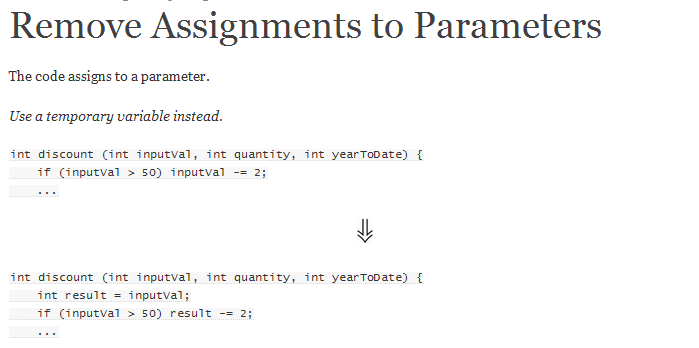 Remove Assignments to Parameters
The code assigns to a parameter.
Use a temporary variable instead.
int discount (int inputVal, int quantity, int yearToDate) {
    if (inputVal > 50) inputVal -= 2;
    ...
⇓
int discount (int inputVal, int quantity, int yearToDate) {
    int result = inputVal;
    if (inputVal > 50) result -= 2;
    ...